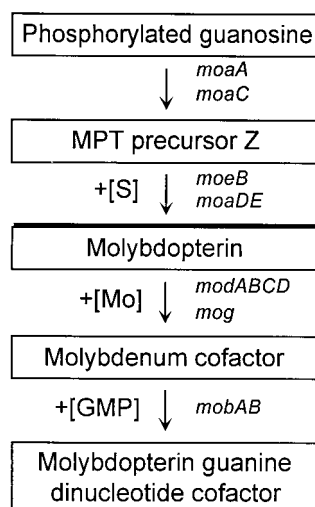 Phosphorylated guanosine
moaA
moaC
MPT precursor Z
+[S]
moeB
moaDE
Molybdopterin
+[Mo]
modABCD
mog
Molybdenum cofactor
+[GMP]
mobAB
Molybdopterin guanine
dinucleotide cofactor